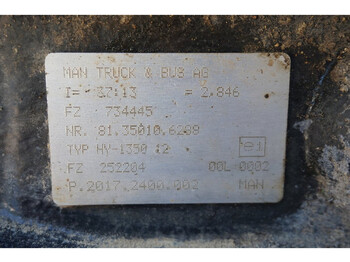 MAN TRUCK & BUS AG
I= 37:13 = 2.846
FZ 734445
NR. 81.35010.6289
TYP HY-1350 12
FZ 252204 00L 0002
P.2017.2400.002 MAN